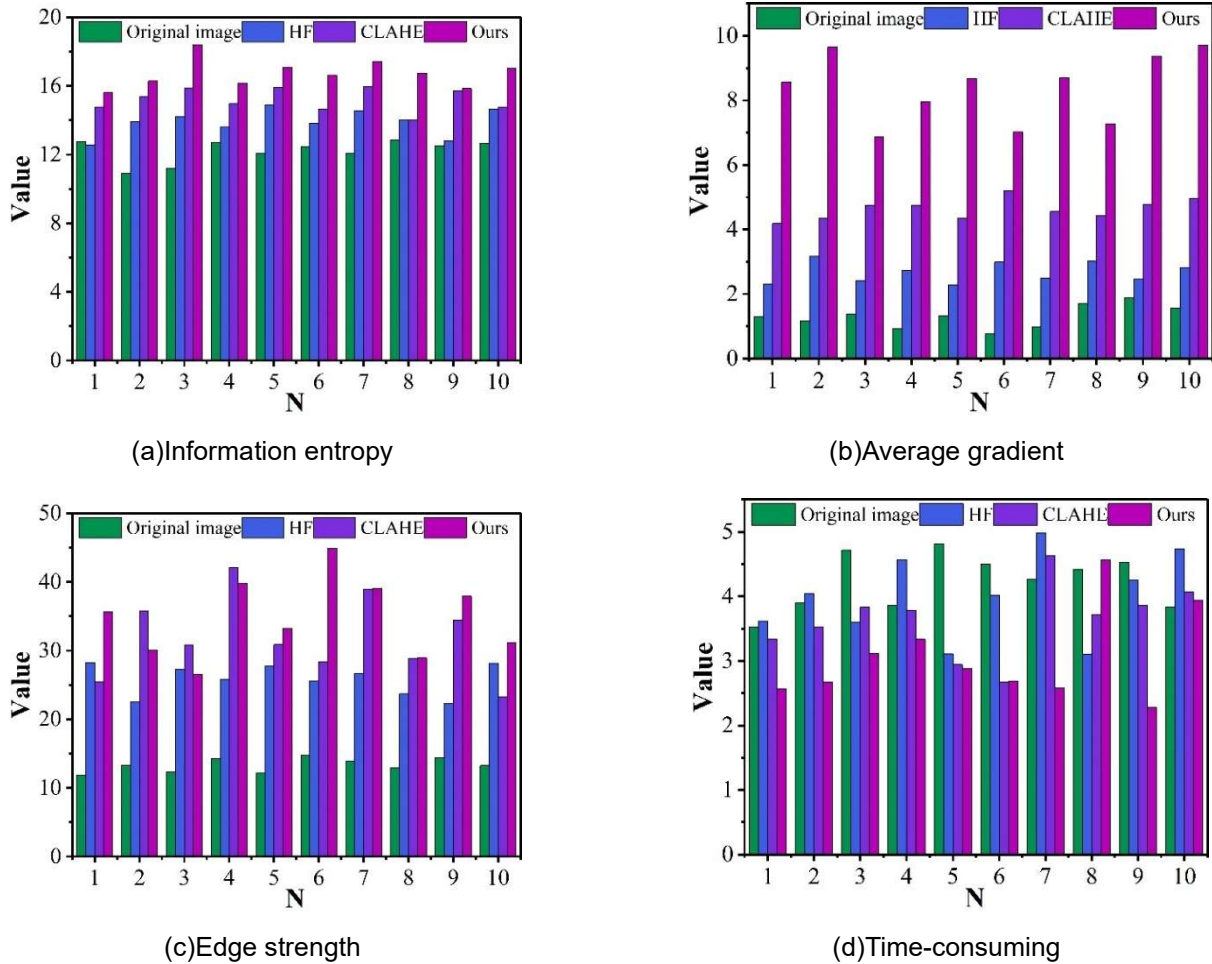 Original image HF CLAHE Ours
20
16
12
8
4
0
Value
1 2 3 4 5 6 7 8 9 10
N
(a)Information entropy
Original image IIF CLAIIE Ours
10
8
6
4
2
0
Value
1 2 3 4 5 6 7 8 9 10
N
(b)Average gradient
Original image HF CLAHE Ours
50
40
30
20
10
0
Value
1 2 3 4 5 6 7 8 9 10
N
(c)Edge strength
Original image HF CLAHE Ours
5
4
3
2
1
0
Value
1 2 3 4 5 6 7 8 9 10
N
(d)Time-consuming